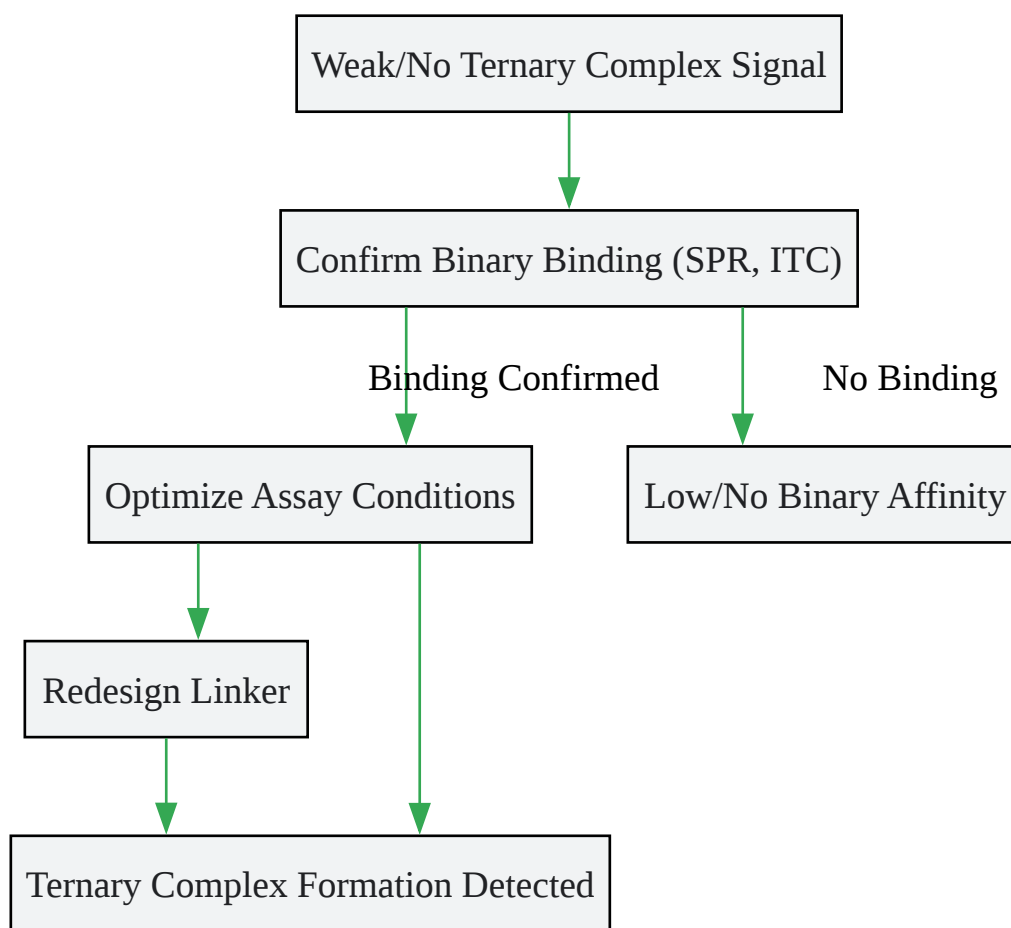 Weak/No Ternary Complex Signal
Confirm Binary Binding (SPR, ITC)
Binding Confirmed
No Binding
Optimize Assay Conditions
Low/No Binary Affinity
Redesign Linker
Ternary Complex Formation Detected